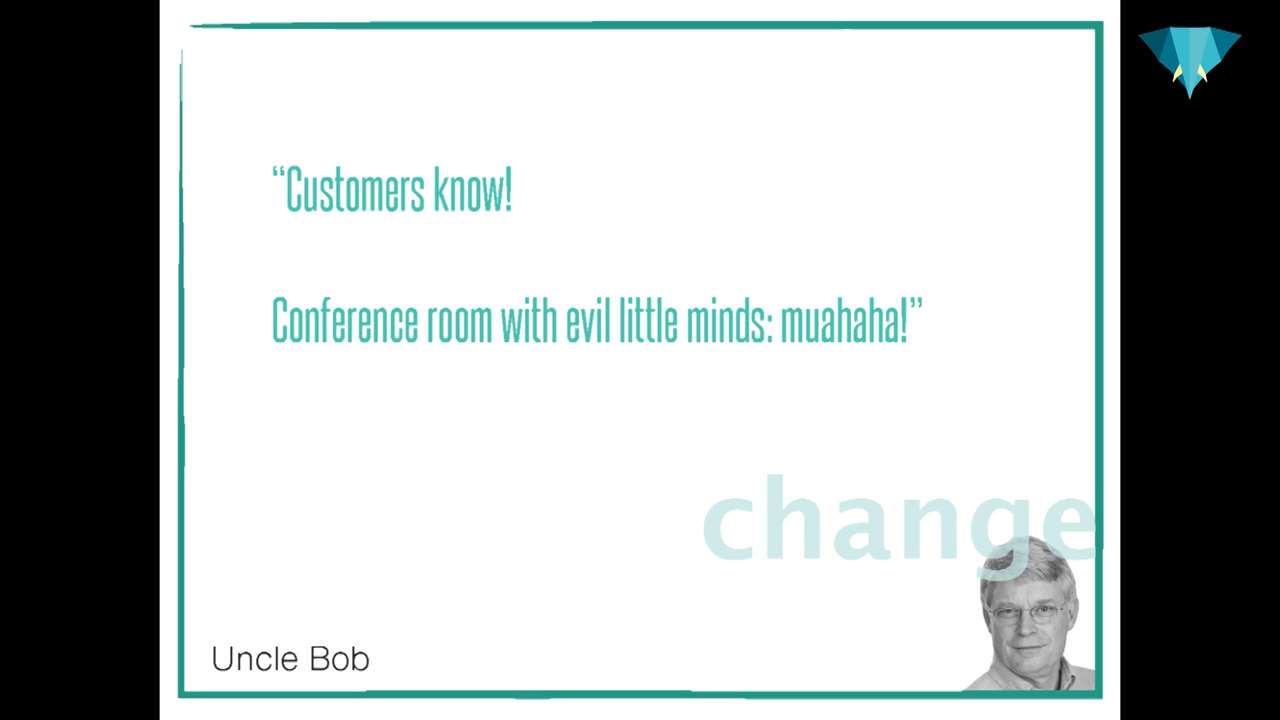 “Customers know!
Conference room with evil little minds: muahaha!”
change
Uncle Bob